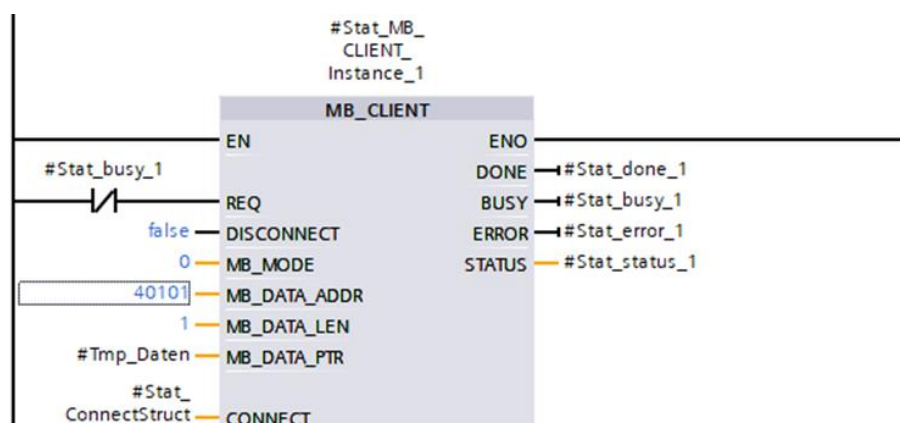 #Stat_MB_
CLIENT_
Instance_1
MB_CLIENT
EN ENO
#Stat_busy_1 DONE #Stat_done_1
REQ BUSY #Stat_busy_1
false DISCONNECT ERROR #Stat_error_1
0 MB_MODE STATUS #Stat_status_1
40101 MB_DATA_ADDR
1 MB_DATA_LEN
#Tmp_Daten MB_DATA_PTR
#Stat_
ConnectStruct CONNECT